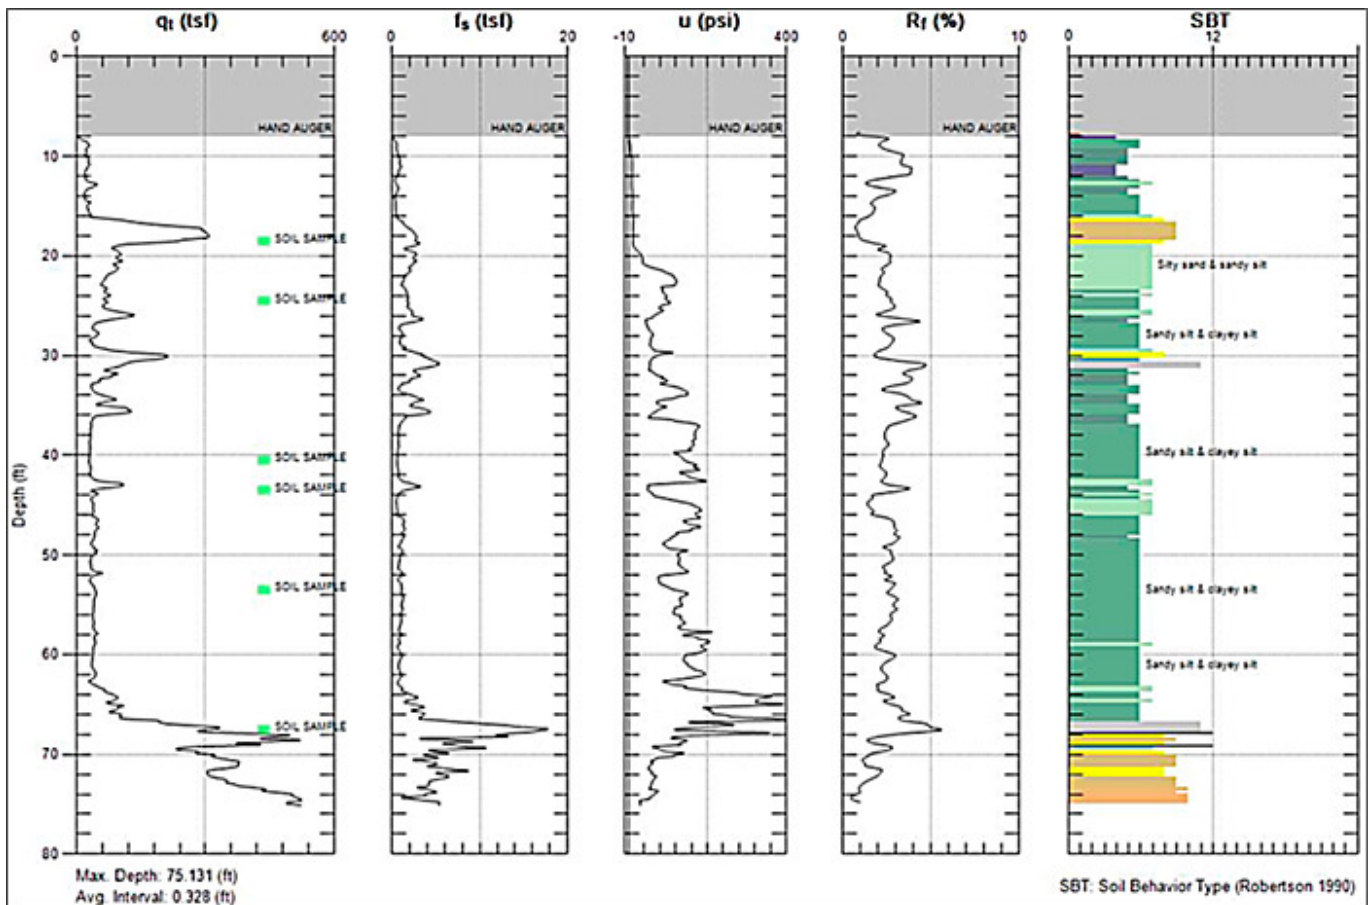 qt (tsf) fs (tsf) u (psi) Rf (%) SBT
0 600 0 20 -10 400 0 10 0 12
0
HAND AUGER HAND AUGER HAND AUGER HAND AUGER
10
SOIL SAMPLE
20
Silty sand & sandy silt
SOIL SAMPLE
Sandy silt & clayey silt
30
40
SOIL SAMPLE
Sandy silt & clayey silt
SOIL SAMPLE
Depth (ft)
50
SOIL SAMPLE
Sandy silt & clayey silt
60
Sandy silt & clayey silt
SOIL SAMPLE
70
80
Max. Depth: 75.131 (ft)
Avg. Interval: 0.328 (ft)
SBT: Soil Behavior Type (Robertson 1990)